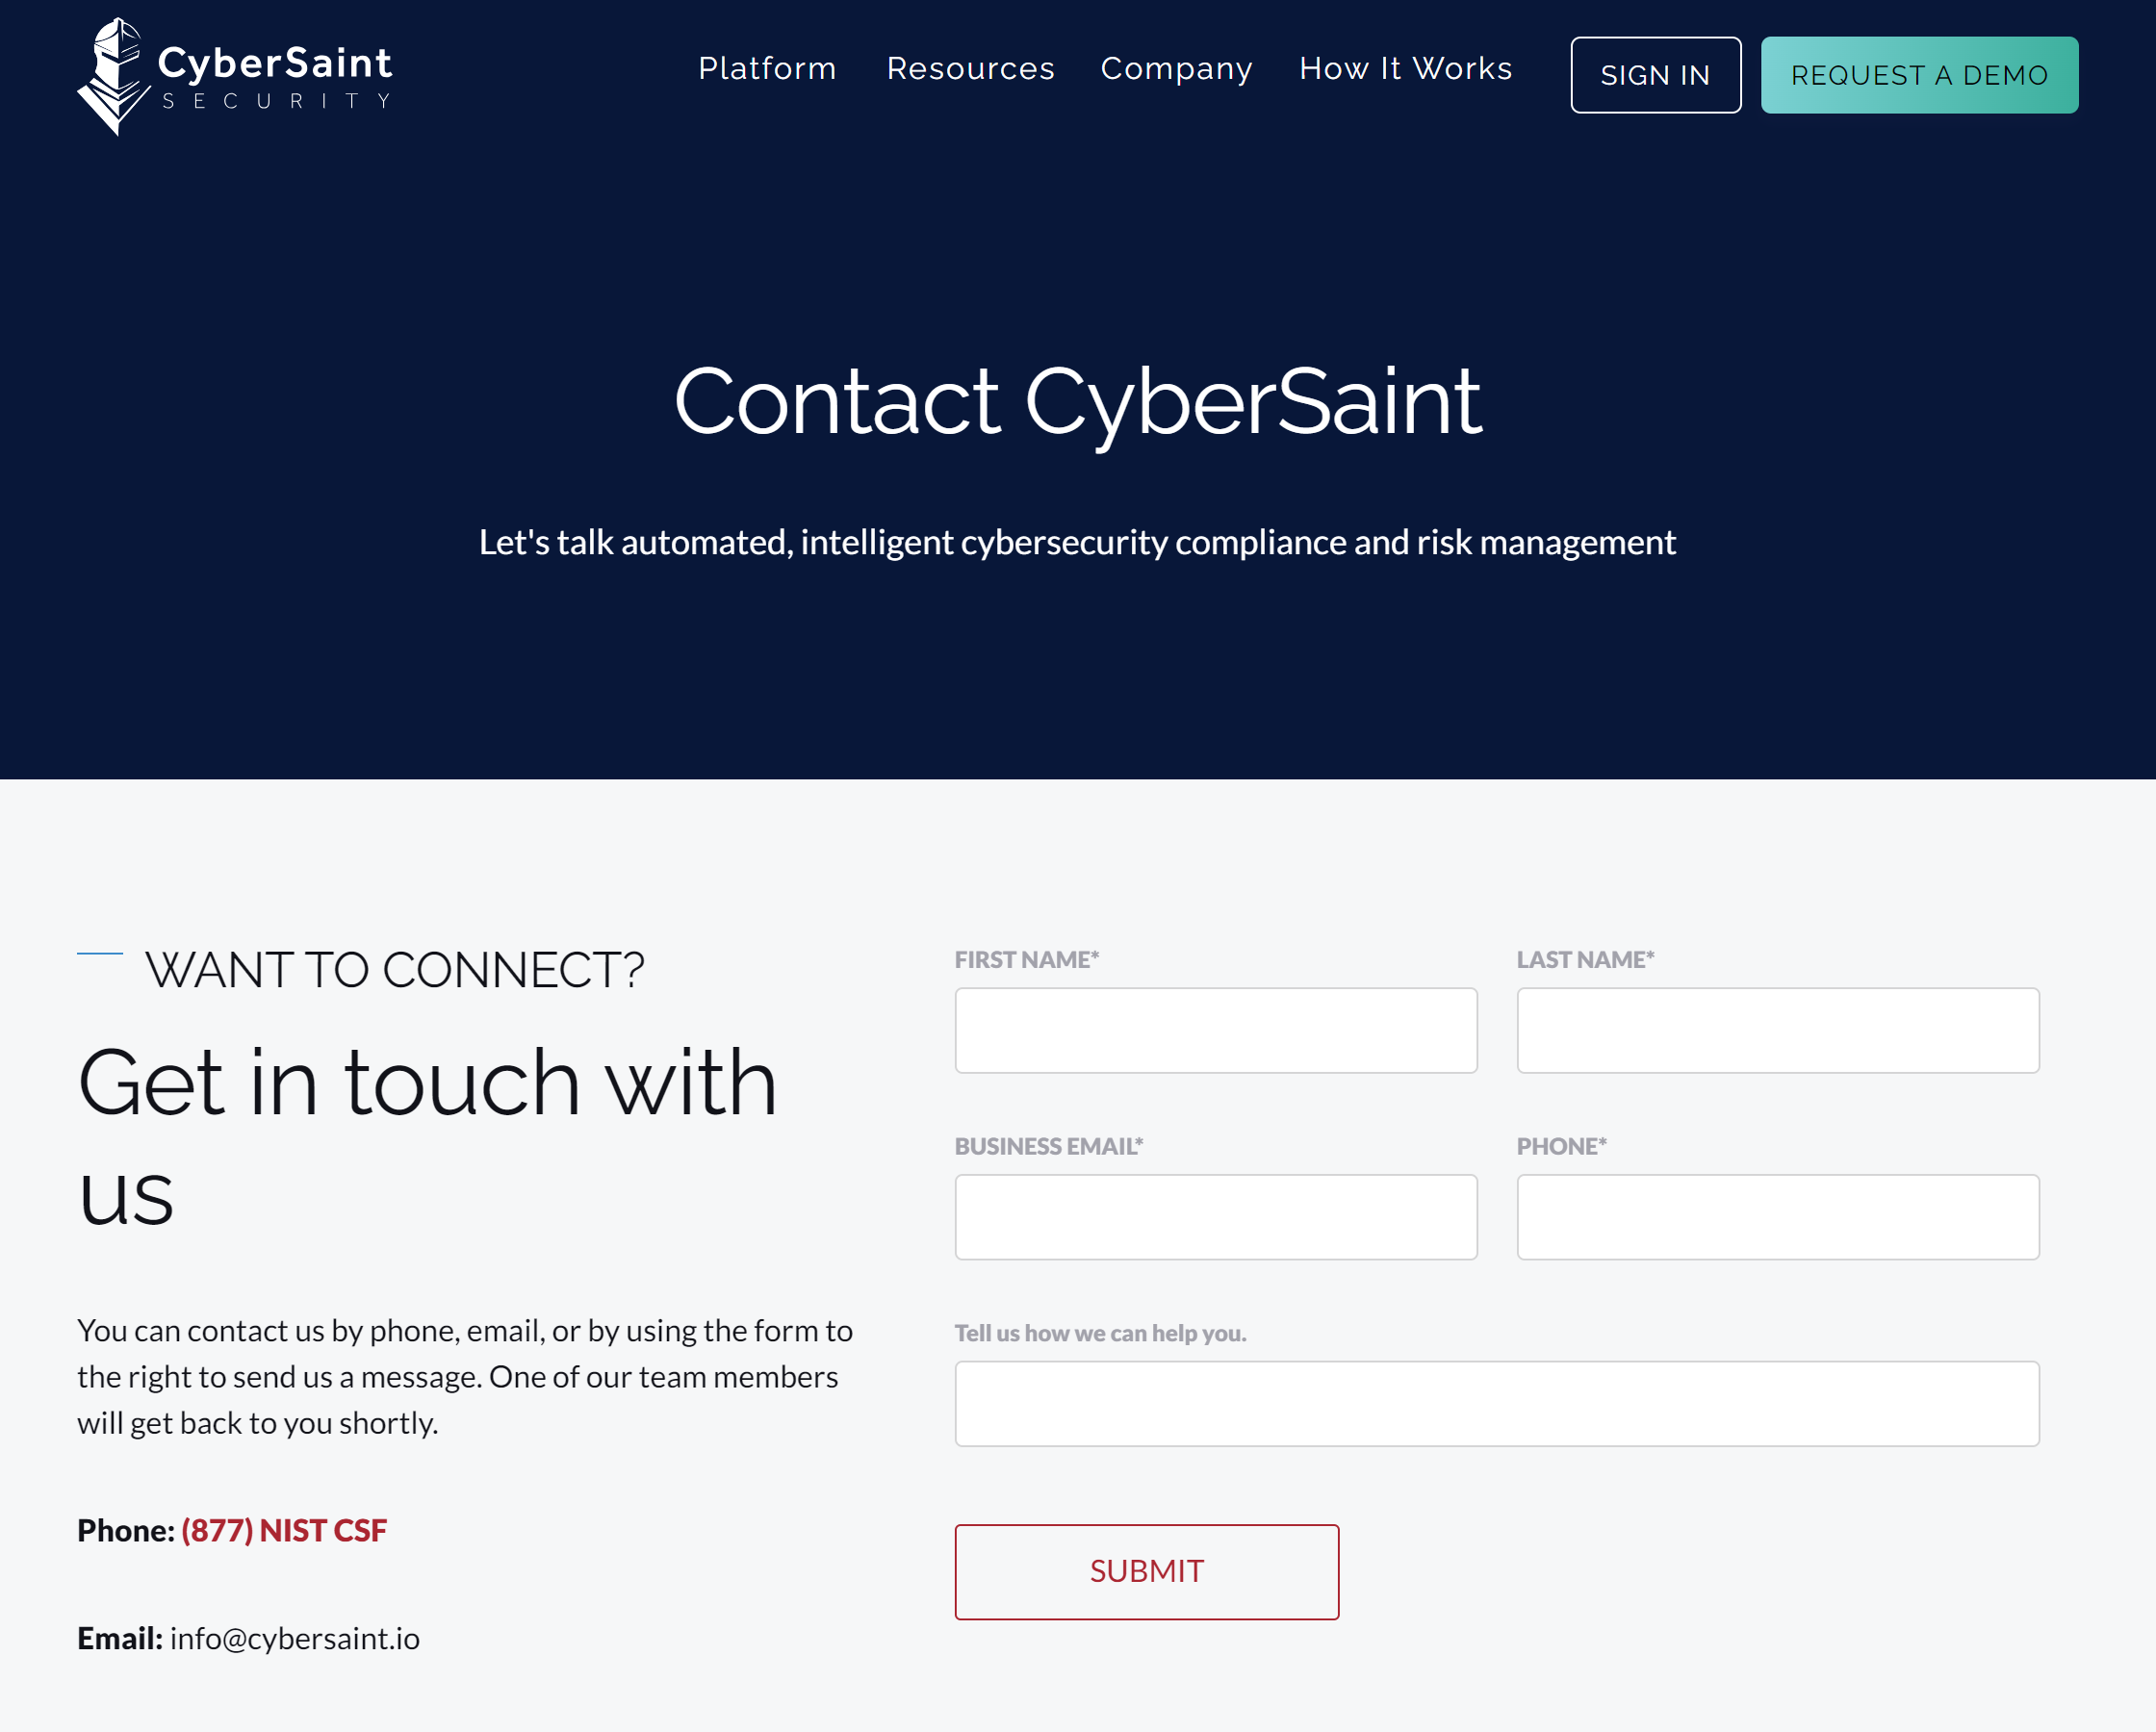 CyberSaint
SECURITY
Platform
Resources
Company
How It Works
SIGN IN
REQUEST A DEMO
Contact CyberSaint
Let's talk automated, intelligent cybersecurity compliance and risk management
WANT TO CONNECT?
Get in touch with
us
You can contact us by phone, email, or by using the form to
the right to send us a message. One of our team members
will get back to you shortly.
Phone: (877) NIST CSF
Email: info@cybersaint.io
FIRST NAME*
LAST NAME*
BUSINESS EMAIL*
PHONE*
Tell us how we can help you.
SUBMIT